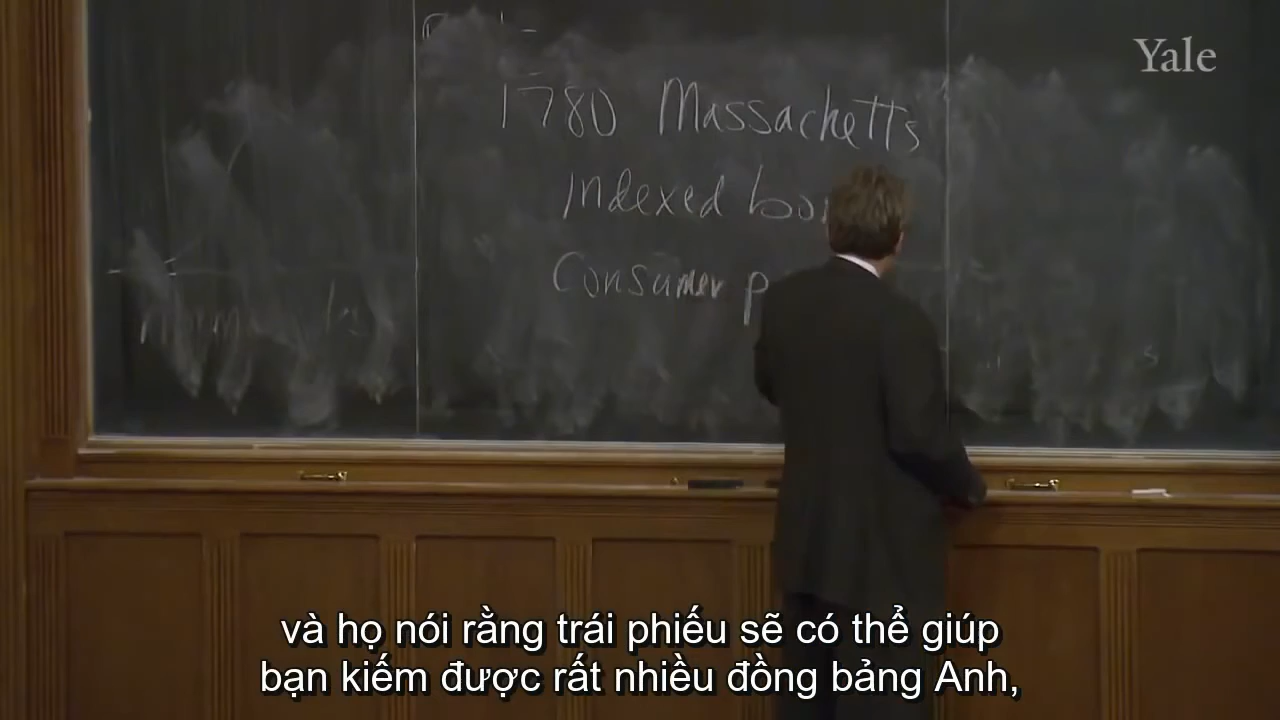 Yale
1780 Massachetts
Indexed bo
Consumer p
và họ nói rằng trái phiếu sẽ có thể giúp
bạn kiếm được rất nhiều đồng bảng Anh,